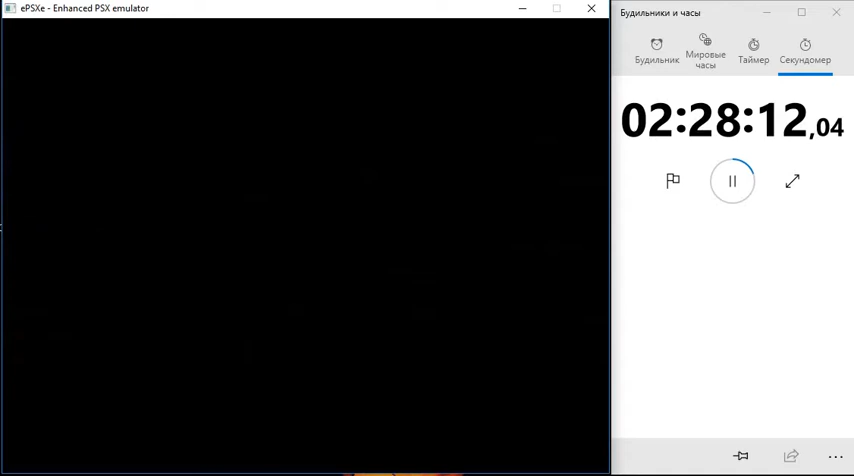 ePSXe - Enhanced PSX emulator
Будильники и часы
Будильник
Мировые
часы
Таймер
Секундомер
02:28:12,04